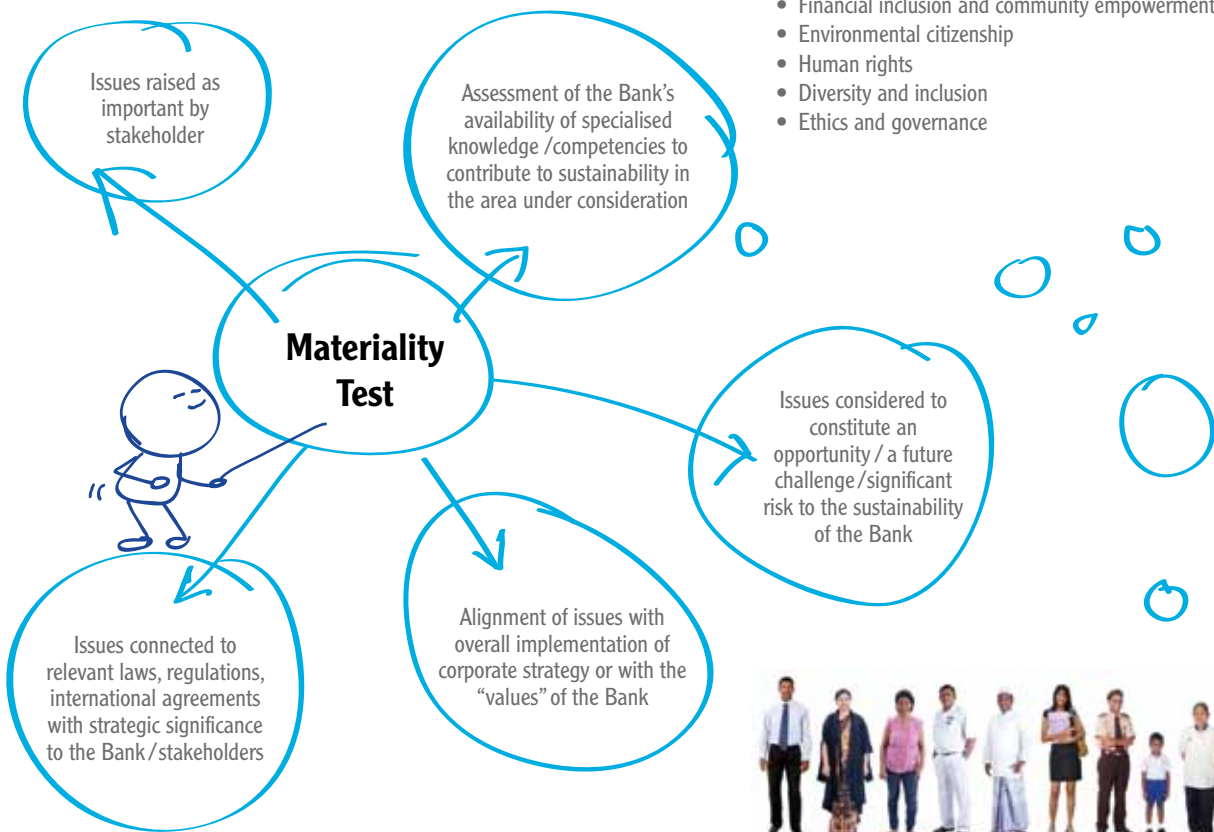 • Financial inclusion and community empowerment
• Environmental citizenship
• Human rights
• Diversity and inclusion
• Ethics and governance
Issues raised as
important by
stakeholder
Assessment of the Bank's
availability of specialised
knowledge / competencies to
contribute to sustainability in
the area under consideration
Materiality
Test
Issues considered to
constitute an
opportunity / a future
challenge / significant
risk to the sustainability
of the Bank
Issues connected to
relevant laws, regulations,
international agreements
with strategic significance
to the Bank / stakeholders
Alignment of issues with
overall implementation of
corporate strategy or with the
“values” of the Bank